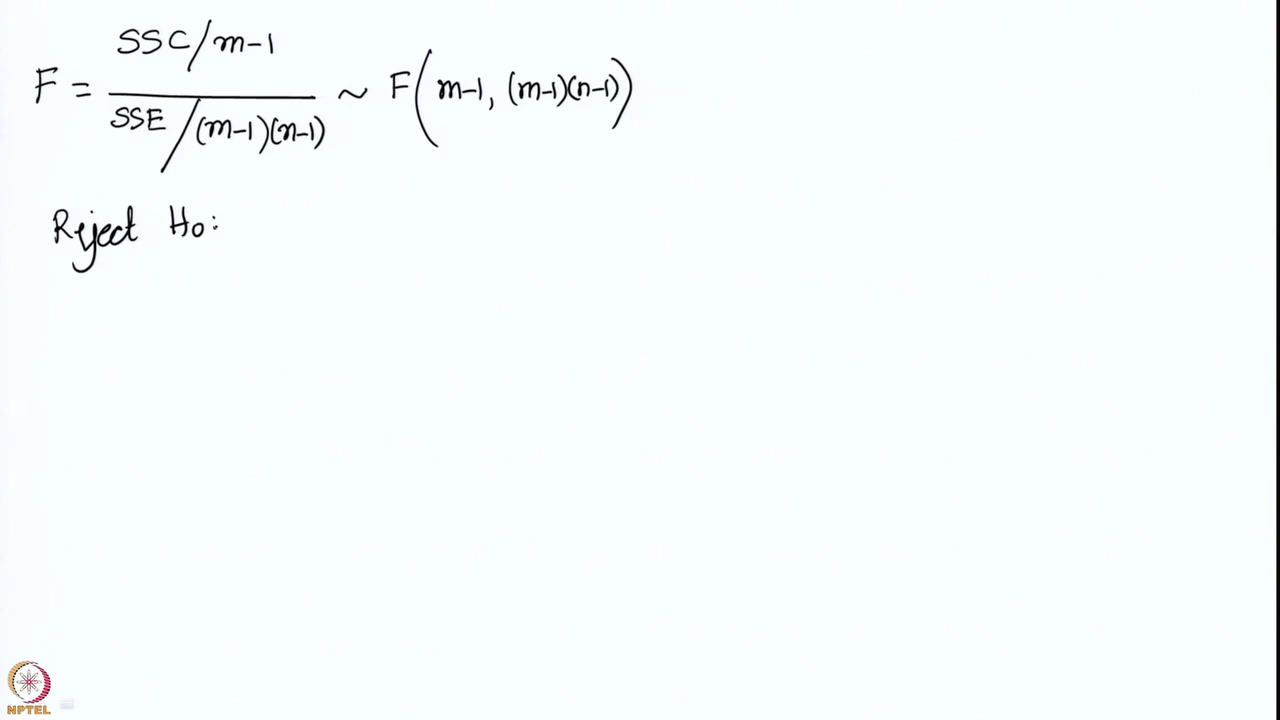 F = SSC/m-1 / SSE/(m-1)(n-1) ~ F(m-1, (m-1)(n-1))
Reject H0:
NPTEL